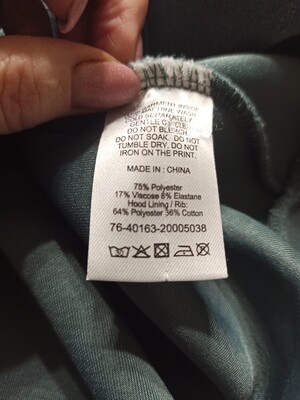 GARMENT INSIDE
COLD SEPARATELY
GENTLE CYCLE
DO NOT BLEACH
DO NOT SOAK. DO NOT
TUMBLE DRY. DO NOT
IRON ON THE PRINT.
MADE IN : CHINA
75% Polyester
17% Viscose 8% Elastane
Hood Lining / Rib:
64% Polyester 36% Cotton
76-40163-20005038